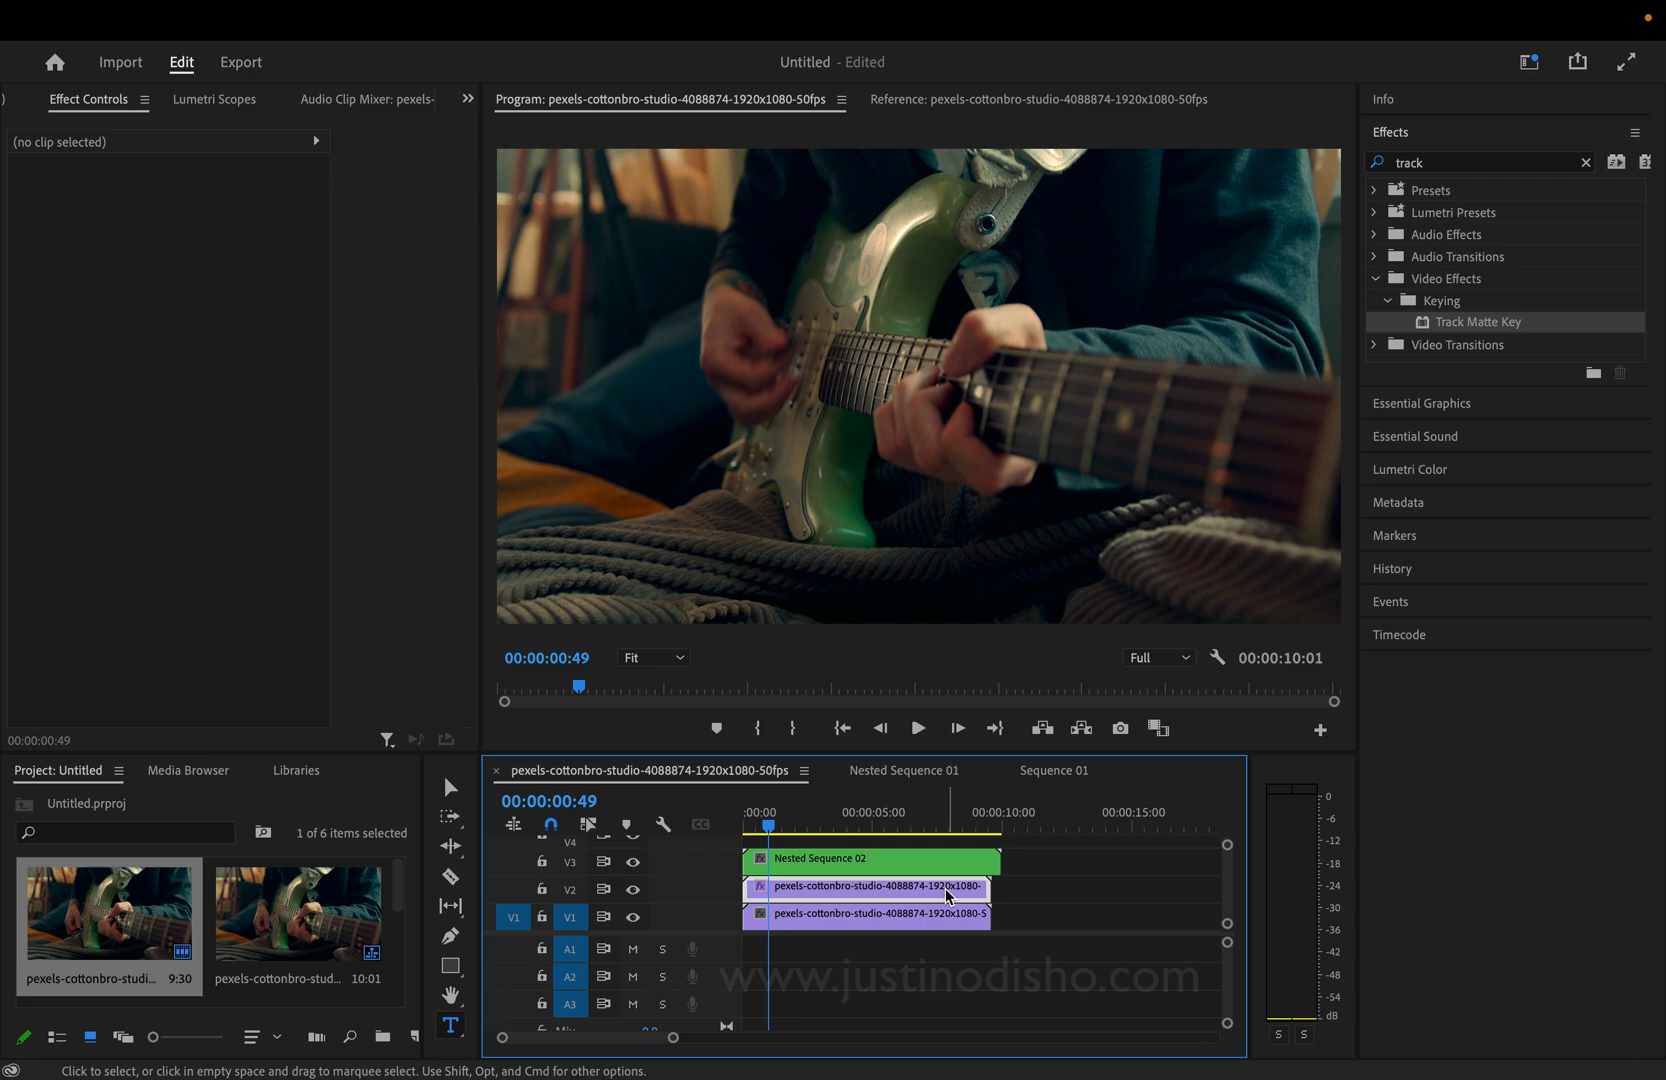 Import Edit Export
Untitled - Edited
Effect Controls
Lumetri Scopes
Audio Clip Mixer: pexels-
Program: pexels-cottonbro-studio-4088874-1920x1080-50fps
Reference: pexels-cottonbro-studio-4088874-1920x1080-50fps
Info
(no clip selected)
Effects
track
Presets
Lumetri Presets
Audio Effects
Audio Transitions
Video Effects
Keying
Track Matte Key
Video Transitions
Essential Graphics
Essential Sound
Lumetri Color
Metadata
Markers
History
Events
Timecode
00:00:00:49
Fit
Full
00:00:10:01
00:00:00:49
Project: Untitled
Media Browser
Libraries
Untitled.prproj
1 of 6 items selected
pexels-cottonbro-studi... 9:30
pexels-cottonbro-stud... 10:01
pexels-cottonbro-studio-4088874-1920x1080-50fps
Nested Sequence 01
Sequence 01
00:00:00:49
:00:00
00:00:05:00
00:00:10:00
00:00:15:00
V4
V3
Nested Sequence 02
V2
pexels-cottonbro-studio-4088874-1920x1080-
V1 V1
pexels-cottonbro-studio-4088874-1920x1080-5
A1 M S
A2 M S
A3 M S
www.justinodisho.com
0
-6
-12
-18
-24
-30
-36
-42
-48
-54
dB
S S
Click to select, or click in empty space and drag to marquee select. Use Shift, Opt, and Cmd for other options.